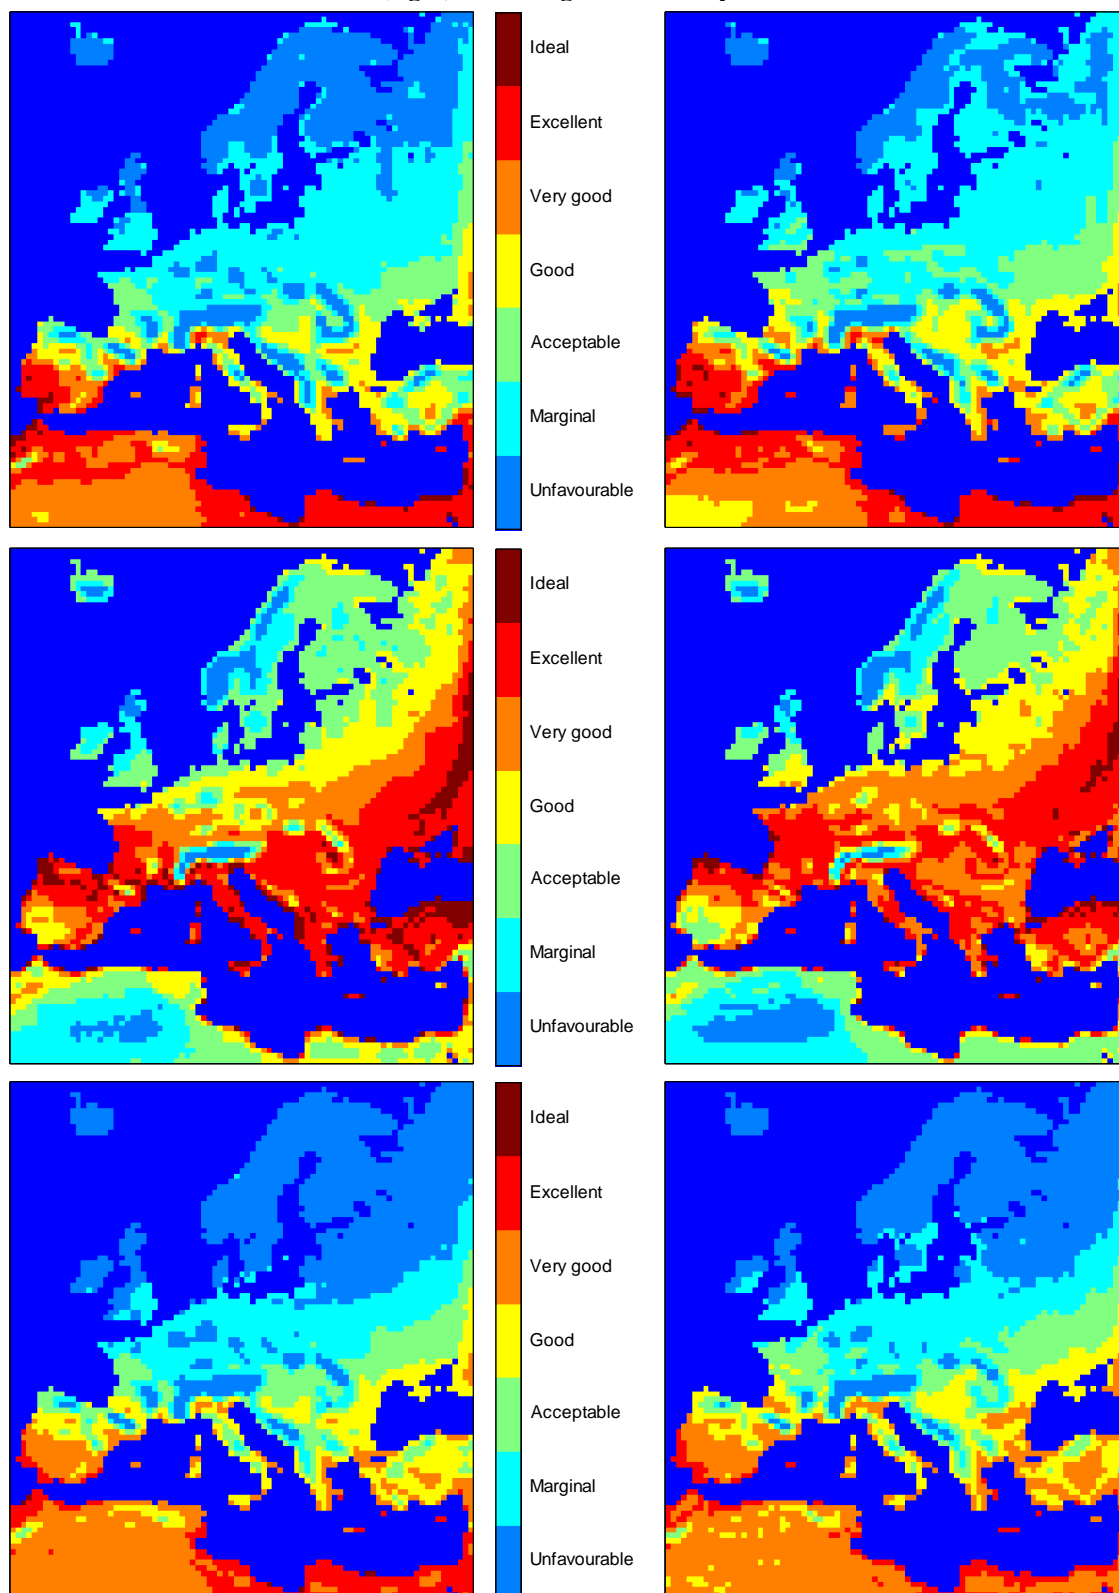 Ideal
Excellent
Very good
Good
Acceptable
Marginal
Unfavourable
Ideal
Excellent
Very good
Good
Acceptable
Marginal
Unfavourable
Ideal
Excellent
Very good
Good
Acceptable
Marginal
Unfavourable